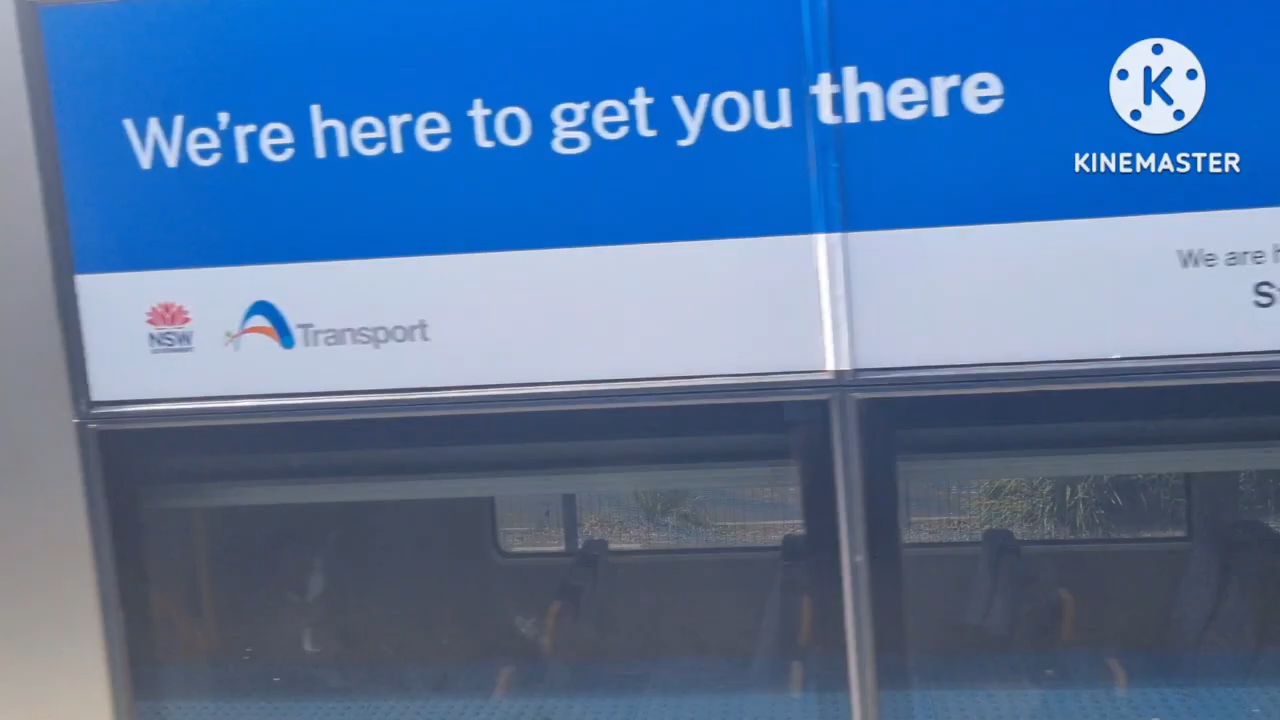 We're here to get you there
KINEMASTER
We are
NSW
Transport